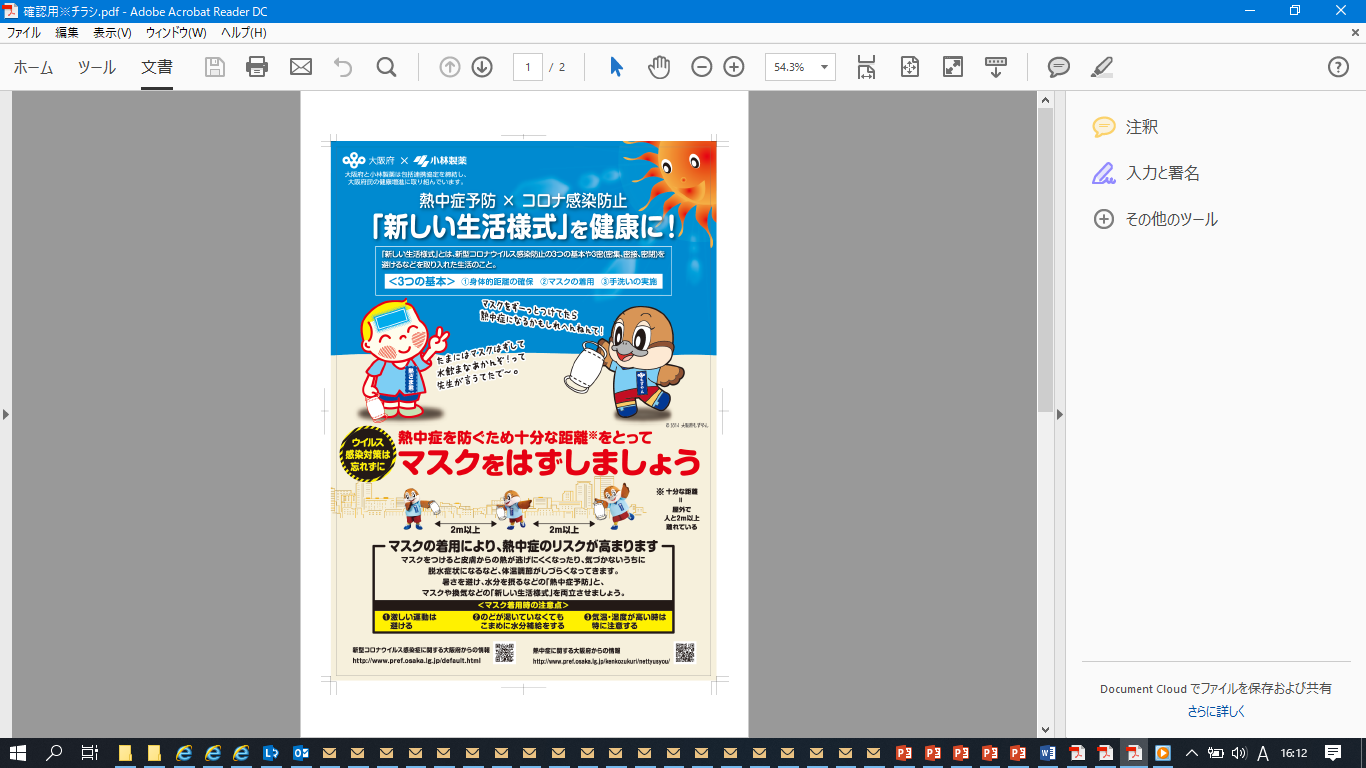 確認用※チラシ.pdf - Adobe Acrobat Reader DC
ファイル 編集 表示(V) ウィンドウ(W) ヘルプ(H)
ホーム ツール 文書 1 / 2 54.3%
注釈
入力と署名
その他のツール
大阪府 × 小林製薬
大阪府と小林製薬は包括連携協定を締結し、
大阪府民の健康増進に取り組んでいます。
熱中症予防 × コロナ感染防止
「新しい生活様式」を健康に！
「新しい生活様式」とは、新型コロナウイルス感染防止の3つの基本や3密(密集、密接、密閉)を
避けるなどを取り入れた生活のこと。
＜3つの基本＞ ①身体的距離の確保 ②マスクの着用 ③手洗いの実施
マスクをずーっとつけてたら
熱中症になるかもしれへんねんて！
たまにはマスクはずして
水飲まなあかんぞ！って
先生が言うてたで〜。
熱さま株
もずやん
© 2014 大阪府もずやん
ウイルス
感染対策は
忘れずに
熱中症を防ぐため十分な距離※をとって
マスクをはずしましょう
※ 十分な距離
＝
屋外で
人と2m以上
離れている
2m以上 2m以上
マスクの着用により、熱中症のリスクが高まります
マスクをつけると皮膚からの熱が逃げにくくなったり、気づかないうちに
脱水症状になるなど、体温調節がしづらくなってきます。
暑さを避け、水分を摂るなどの「熱中症予防」と、
マスクや換気などの「新しい生活様式」を両立させましょう。
＜マスク着用時の注意点＞
❶激しい運動は
避ける
❷のどが渇いていなくても
こまめに水分補給をする
❸気温・湿度が高い時は
特に注意する
新型コロナウイルス感染症に関する大阪府からの情報
http://www.pref.osaka.lg.jp/default.html
熱中症に関する大阪府からの情報
http://www.pref.osaka.lg.jp/kenkozukuri/nettyusyou/
Document Cloud でファイルを保存および共有
さらに詳しく
A 16:12